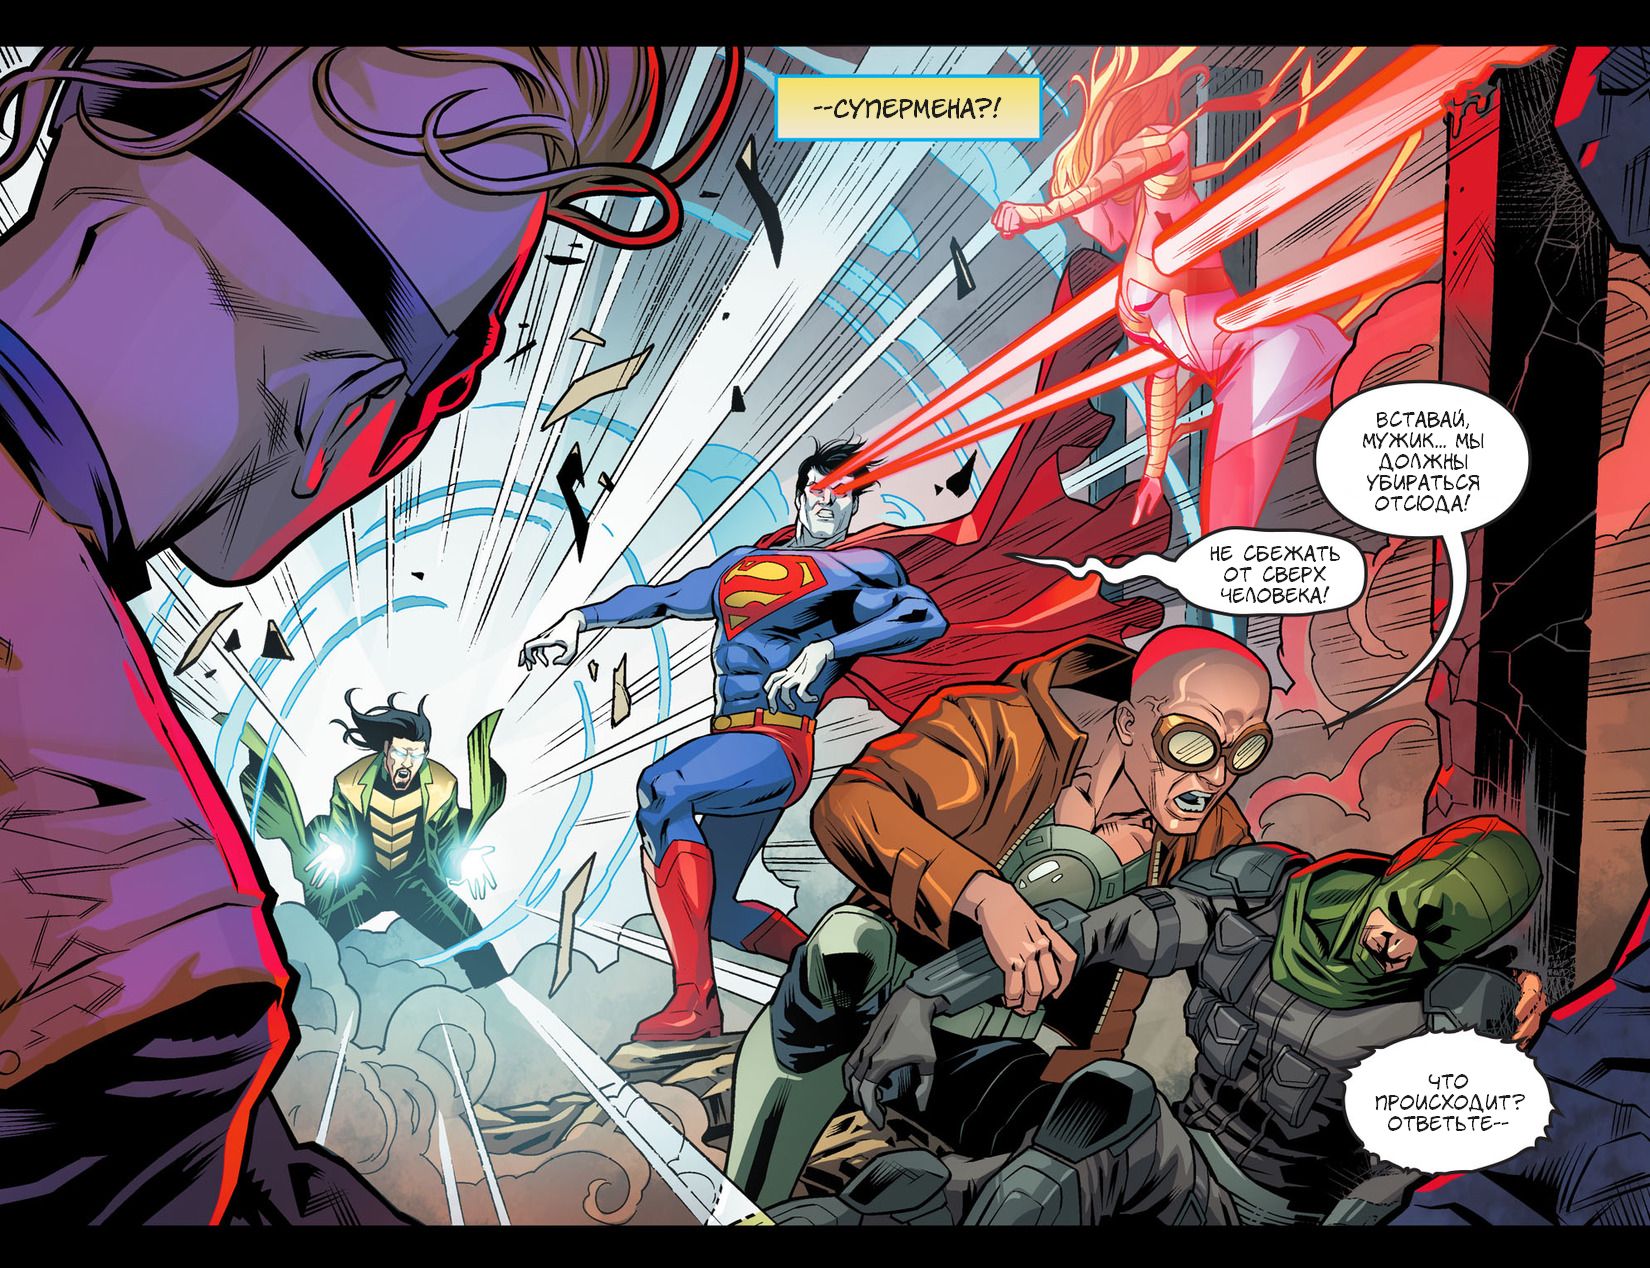 --СУПЕРМЕНА?!
ВСТАВАЙ,
МУЖИК... МЫ
ДОЛЖНЫ
УБИРАТЬСЯ
ОТСЮДА!
НЕ СБЕЖАТЬ
ОТ СВЕРХ
ЧЕЛОВЕКА!
ЧТО
ПРОИСХОДИТ?
ОТВЕТЬТЕ--